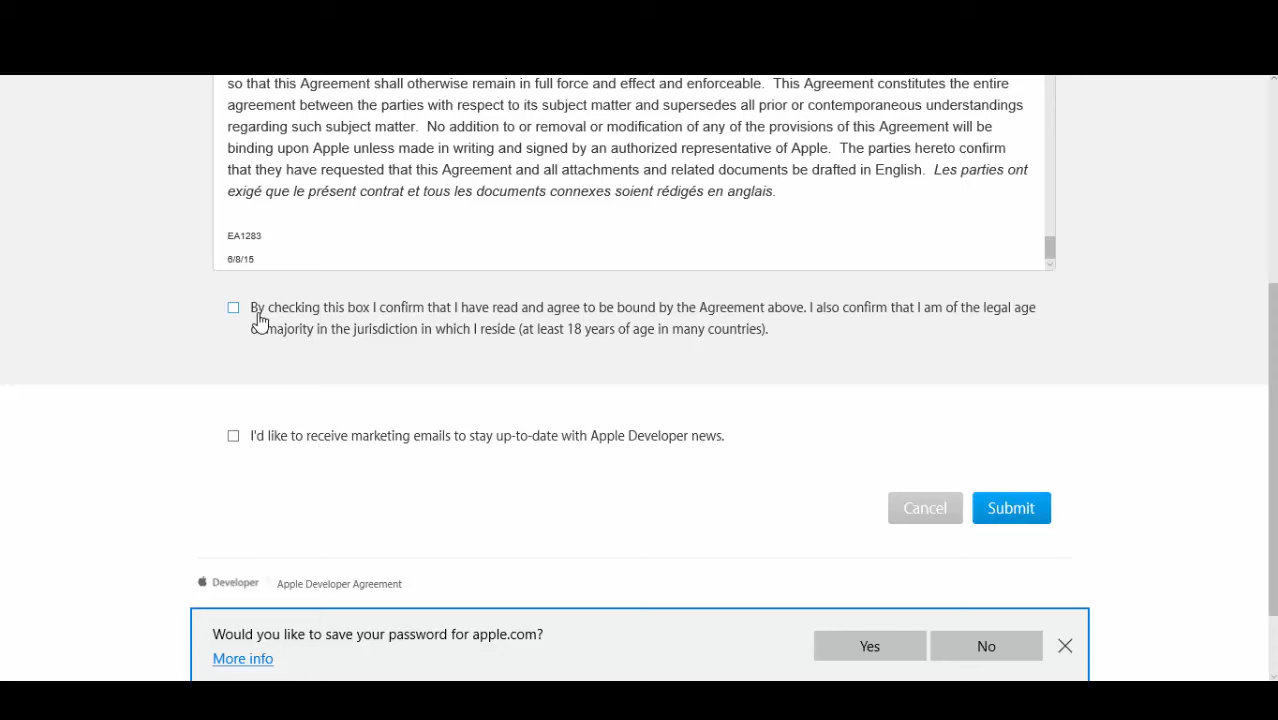 so that this Agreement shall otherwise remain in full force and effect and enforceable.  This Agreement constitutes the entire
agreement between the parties with respect to its subject matter and supersedes all prior or contemporaneous understandings
regarding such subject matter.  No addition to or removal or modification of any of the provisions of this Agreement will be
binding upon Apple unless made in writing and signed by an authorized representative of Apple.  The parties hereto confirm
that they have requested that this Agreement and all attachments and related documents be drafted in English.  Les parties ont
exigé que le présent contrat et tous les documents connexes soient rédigés en anglais.
EA1283
6/8/15
By checking this box I confirm that I have read and agree to be bound by the Agreement above. I also confirm that I am of the legal age
majority in the jurisdiction in which I reside (at least 18 years of age in many countries).
I'd like to receive marketing emails to stay up-to-date with Apple Developer news.
Cancel Submit
Developer Apple Developer Agreement
Would you like to save your password for apple.com?
Yes No
More info